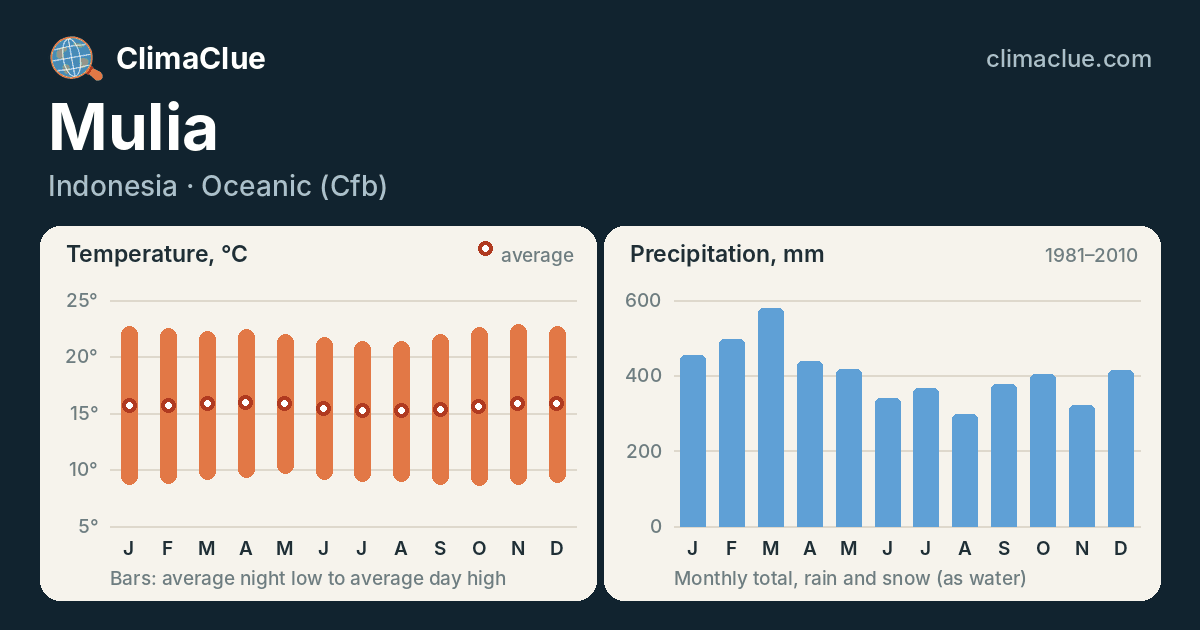 ClimaClue
climaclue.com
Mulia
Indonesia · Oceanic (Cfb)
Temperature, °C
average
25°
20°
15°
10°
5°
J F M A M J J A S O N D
Bars: average night low to average day high
Precipitation, mm
1981–2010
600
400
200
0
J F M A M J J A S O N D
Monthly total, rain and snow (as water)